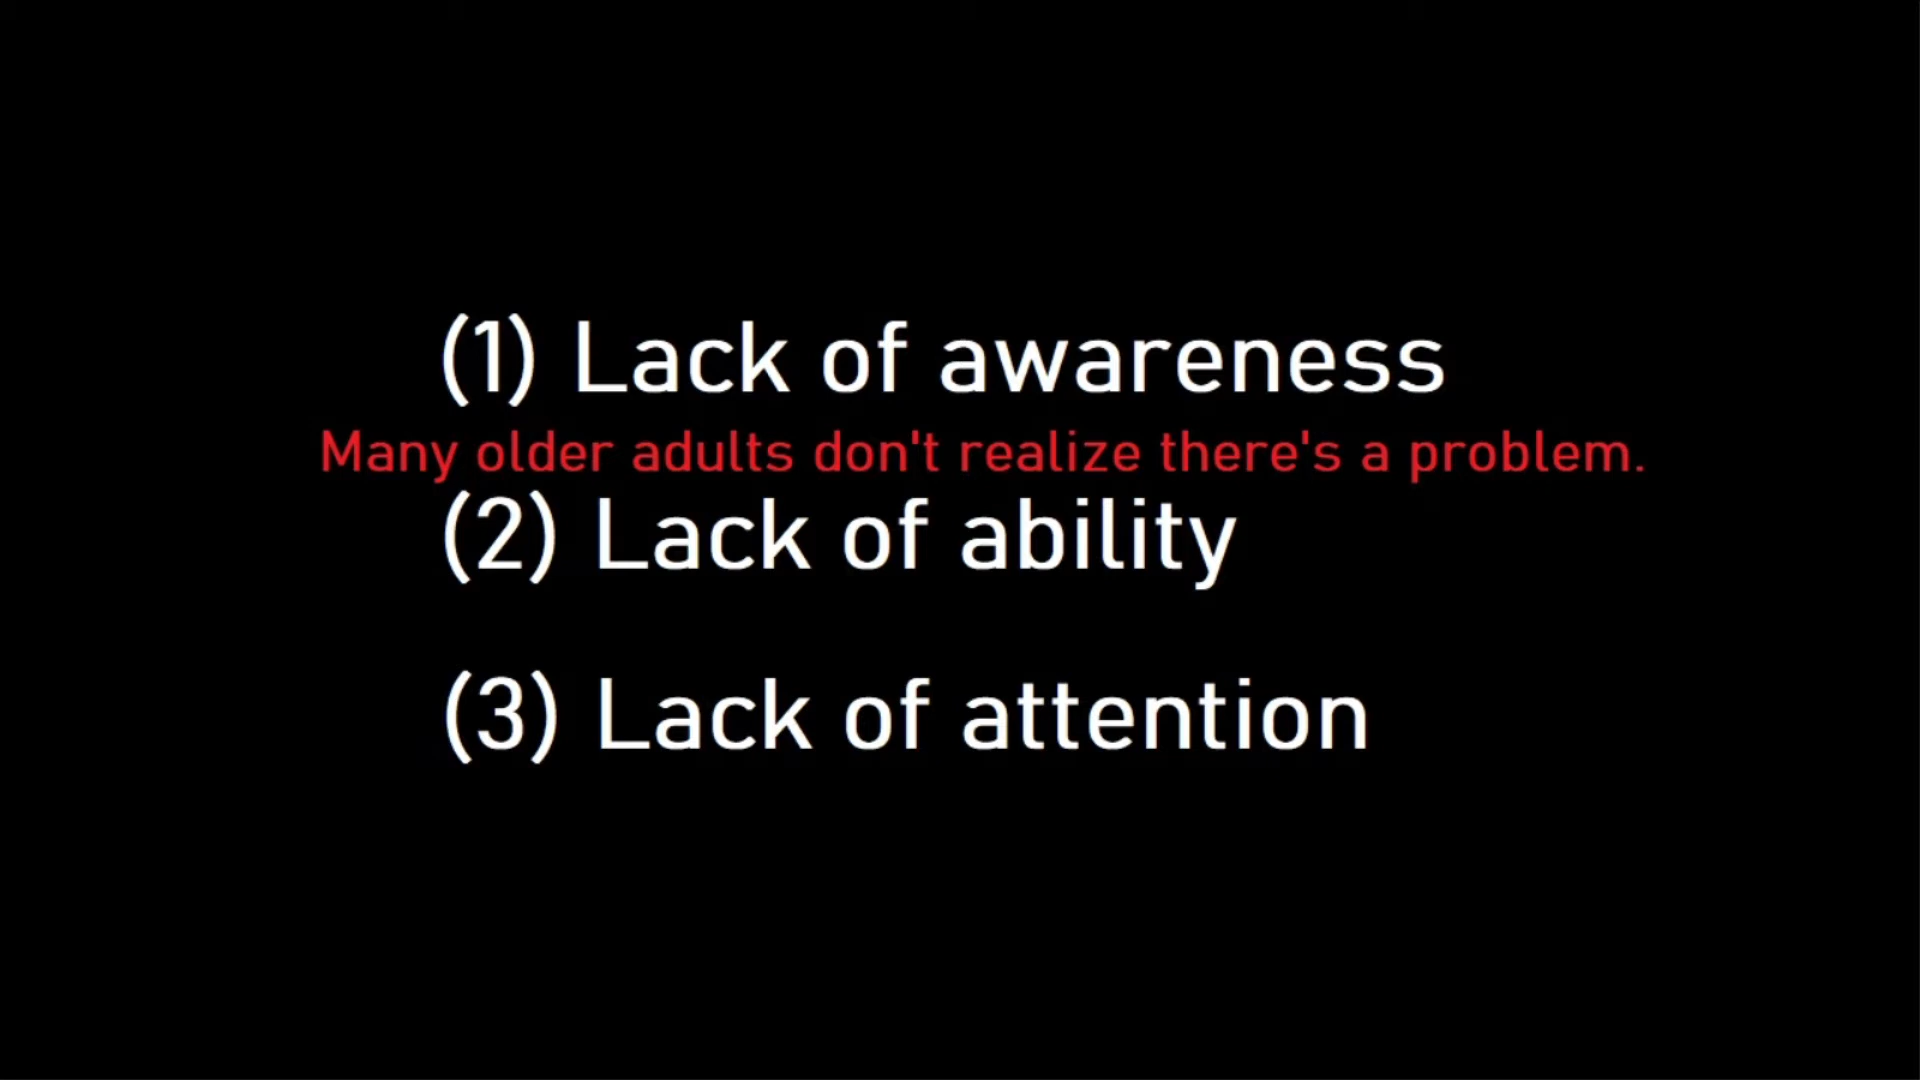 (1) Lack of awareness
Many older adults don't realize there's a problem.
(2) Lack of ability
(3) Lack of attention